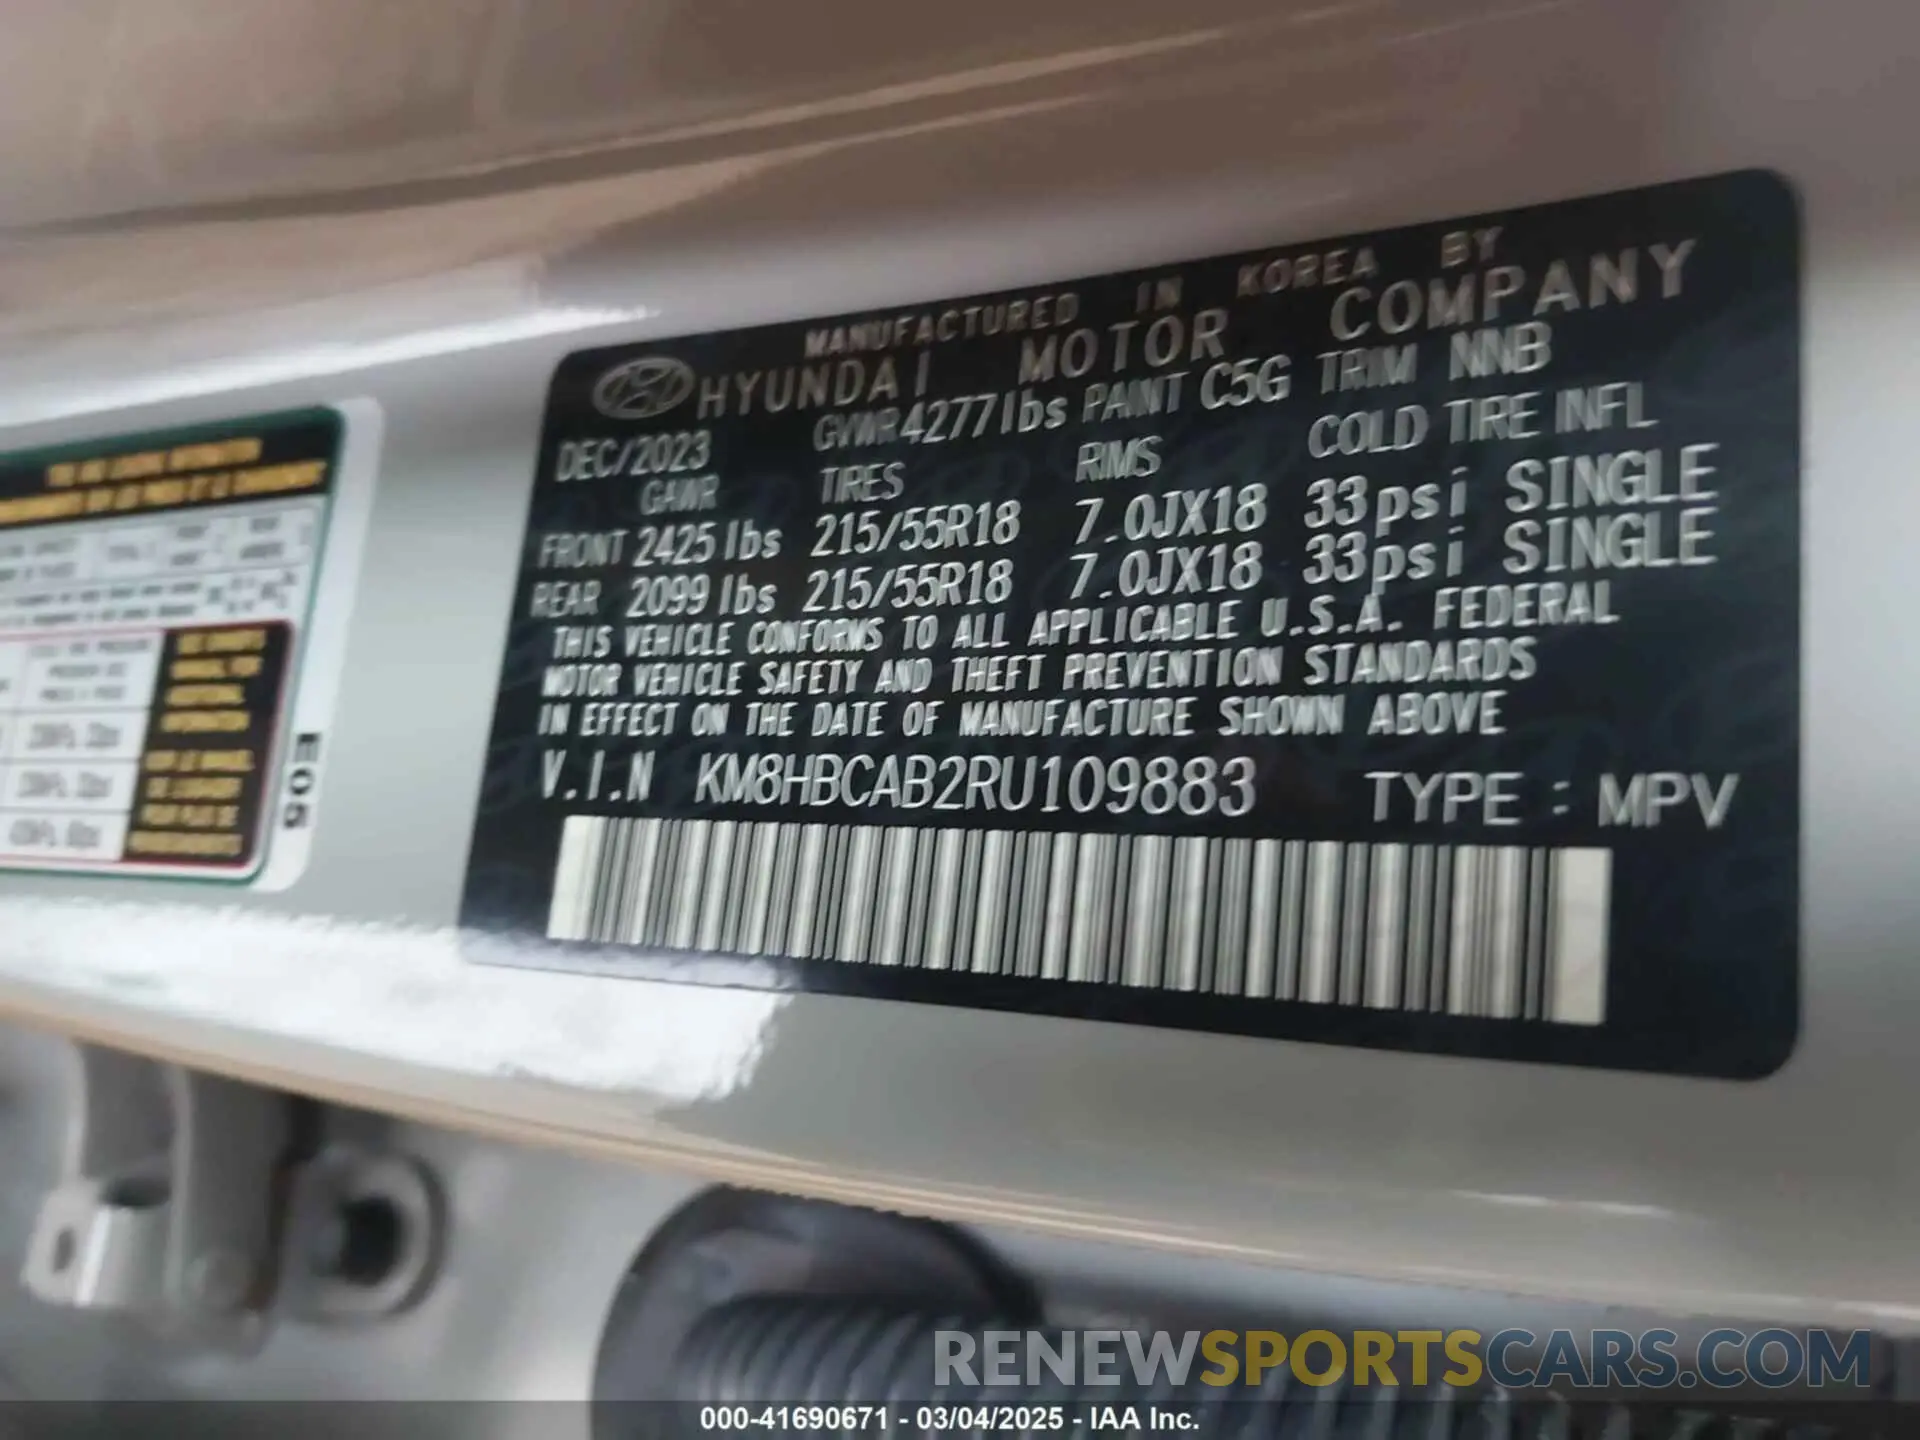 MANUFACTURED IN KOREA BY
HYUNDAI MOTOR COMPANY
DEC/2023 GVWR 4277lbs PAINT C5G TRIM NNB
GAWR TIRES RIMS COLD TIRE INFL
FRONT 2425 lbs 215/55R18 7.0JX18 33psi SINGLE
REAR 2099 lbs 215/55R18 7.0JX18 33psi SINGLE
THIS VEHICLE CONFORMS TO ALL APPLICABLE U.S.A. FEDERAL
MOTOR VEHICLE SAFETY AND THEFT PREVENTION STANDARDS
IN EFFECT ON THE DATE OF MANUFACTURE SHOWN ABOVE
V.I.N KM8HBCAB2RU109883 TYPE : MPV
E05
RENEWSPORTSCARS.COM
000-41690671 - 03/04/2025 - IAA Inc.